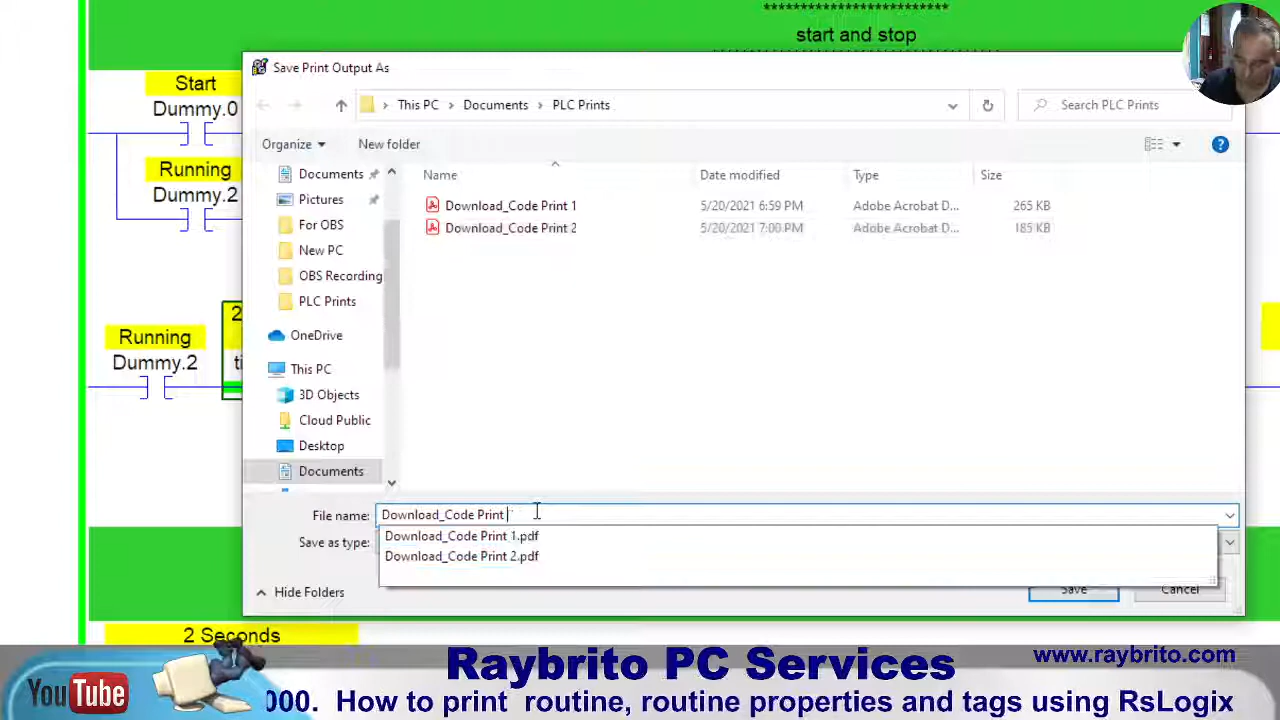 ************************
start and stop
Start
Dummy.0
Running
Dummy.2
Running
Dummy.2
2
ti
2 Seconds
Save Print Output As
This PC > Documents > PLC Prints
Search PLC Prints
Organize
New folder
Documents
Pictures
For OBS
New PC
OBS Recording
PLC Prints
OneDrive
This PC
3D Objects
Cloud Public
Desktop
Documents
Name Date modified Type Size
Download_Code Print 1 5/20/2021 6:59 PM Adobe Acrobat D... 265 KB
Download_Code Print 2 5/20/2021 7:00 PM Adobe Acrobat D... 185 KB
File name: Download_Code Print
Download_Code Print 1.pdf
Download_Code Print 2.pdf
Save as type:
Hide Folders
Save
Cancel
Raybrito PC Services
www.raybrito.com
YouTube
000. How to print routine, routine properties and tags using RsLogix